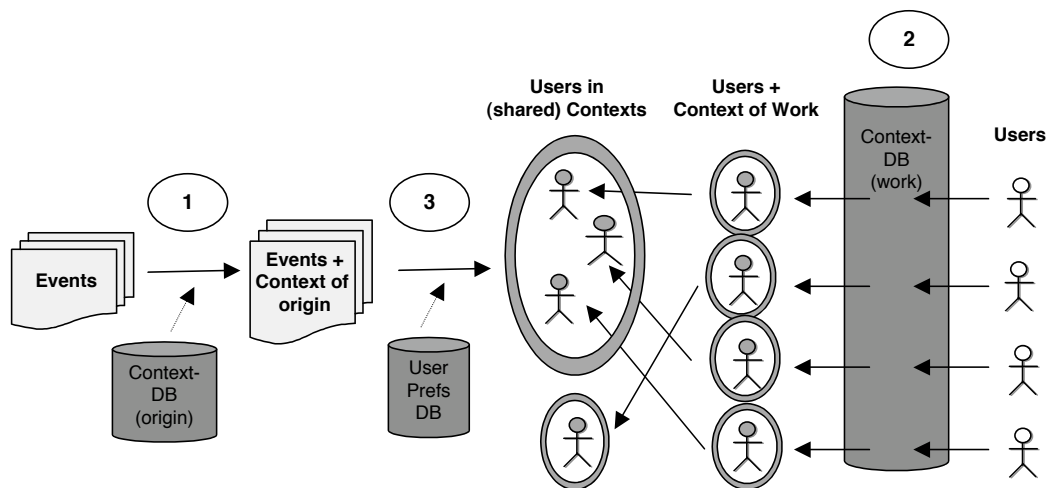 2
Users in
(shared) Contexts
Users +
Context of Work
Context-
DB
(work)
Users
1
3
Events
Events +
Context of
origin
Context-
DB
(origin)
User
Prefs
DB